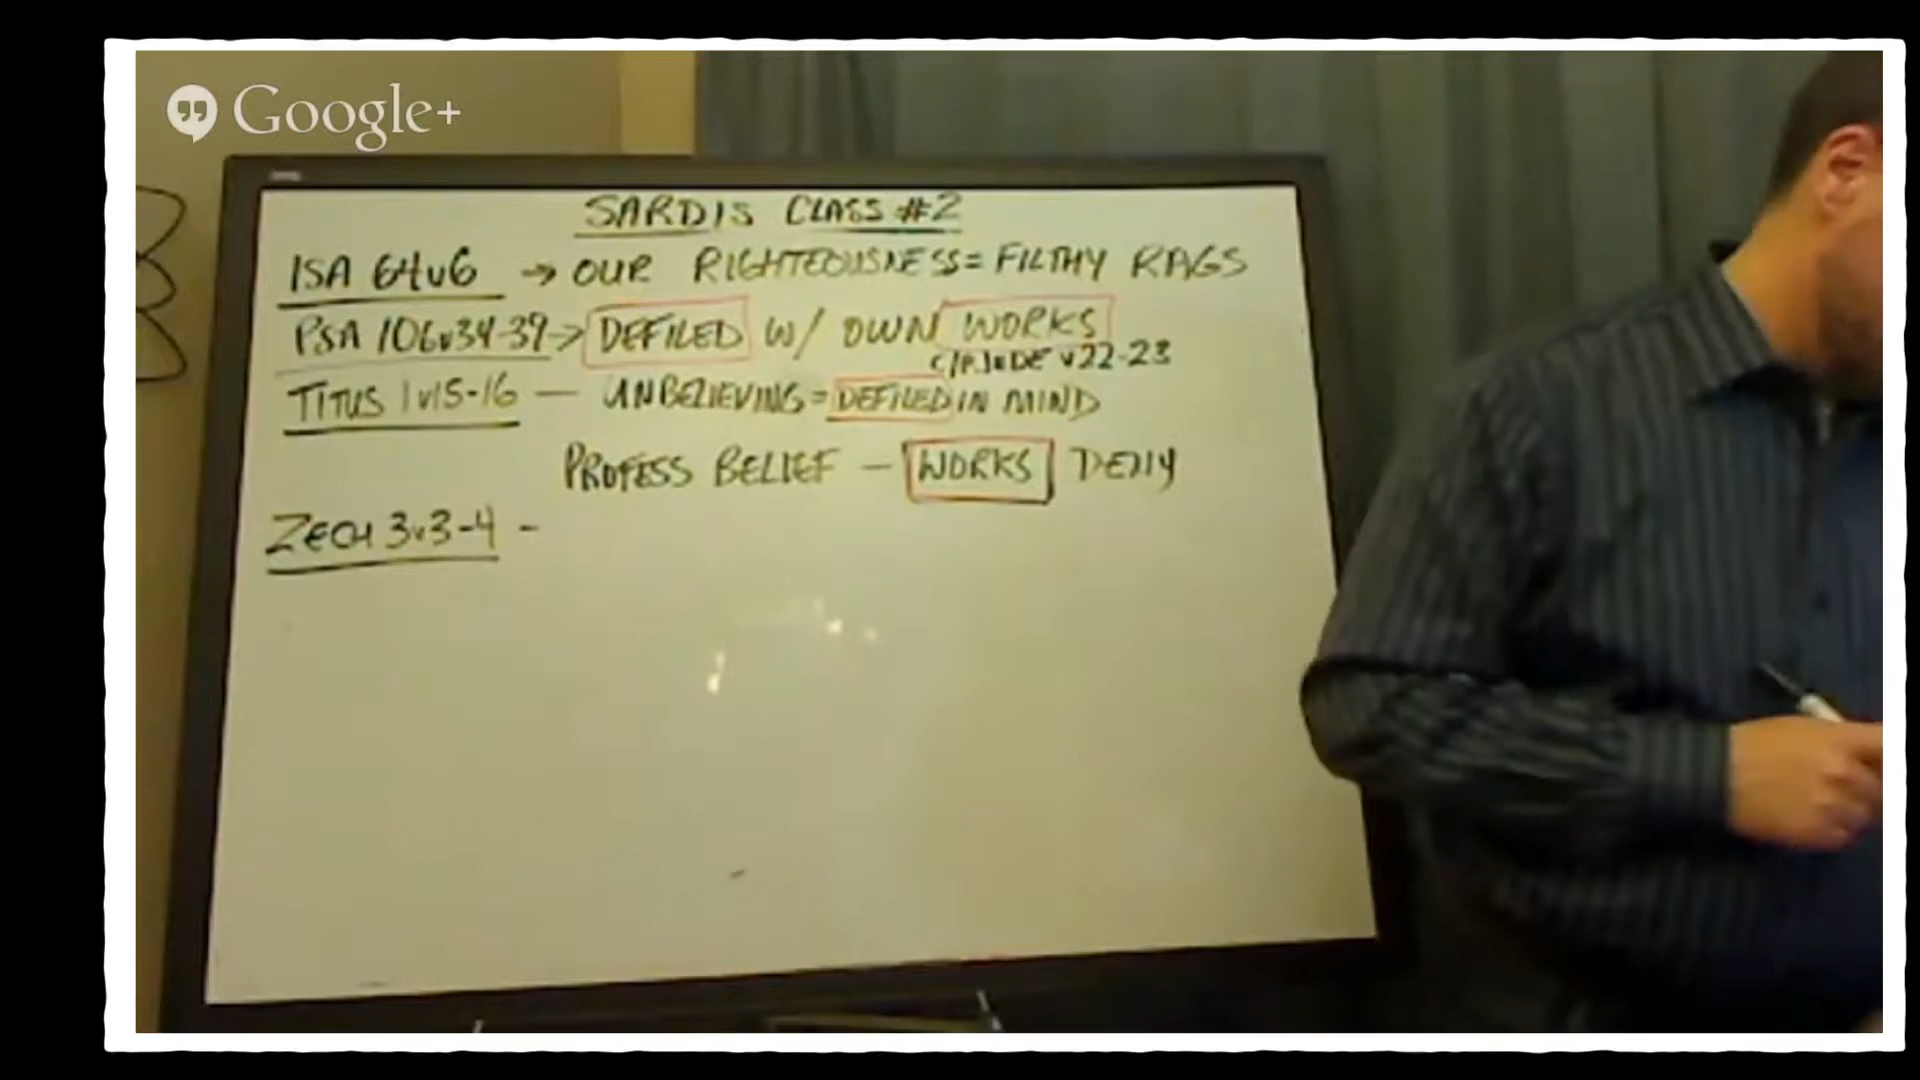 Google+
SARDIS CLASS #2
ISA 64v6 → OUR RIGHTEOUSNESS = FILTHY RAGS
PSA 106v34-39 → DEFILED W/ OWN WORKS
C/P JUDE v22-23
TITUS 1v15-16 — UNBELIEVING = DEFILED IN MIND
PROFESS BELIEF — WORKS DENY
ZECH 3v3-4 -